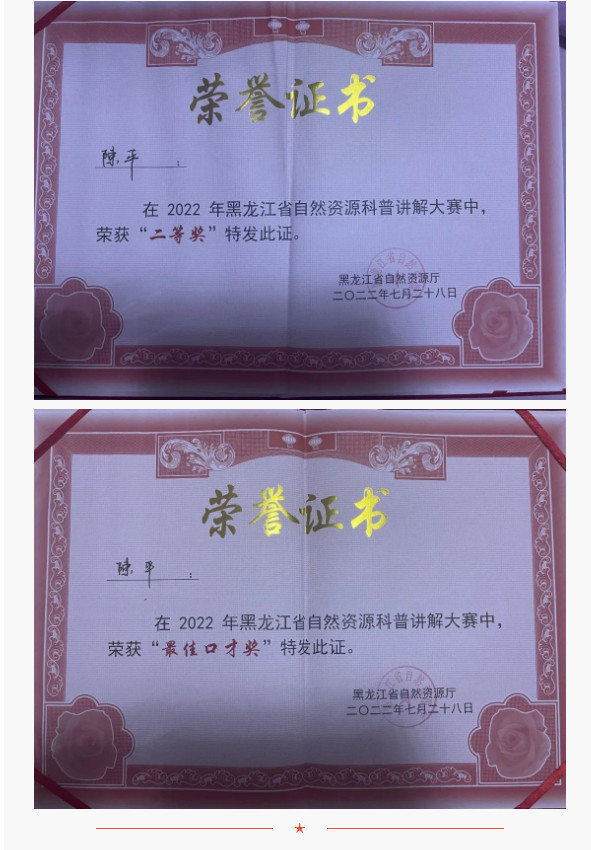 荣誉证书
陈平：
在 2022 年黑龙江省自然资源科普讲解大赛中，
荣获“二等奖”特发此证。
黑龙江省自然资源厅
二〇二二年七月二十八日
荣誉证书
陈平：
在 2022 年黑龙江省自然资源科普讲解大赛中，
荣获“最佳口才奖”特发此证。
黑龙江省自然资源厅
二〇二二年七月二十八日